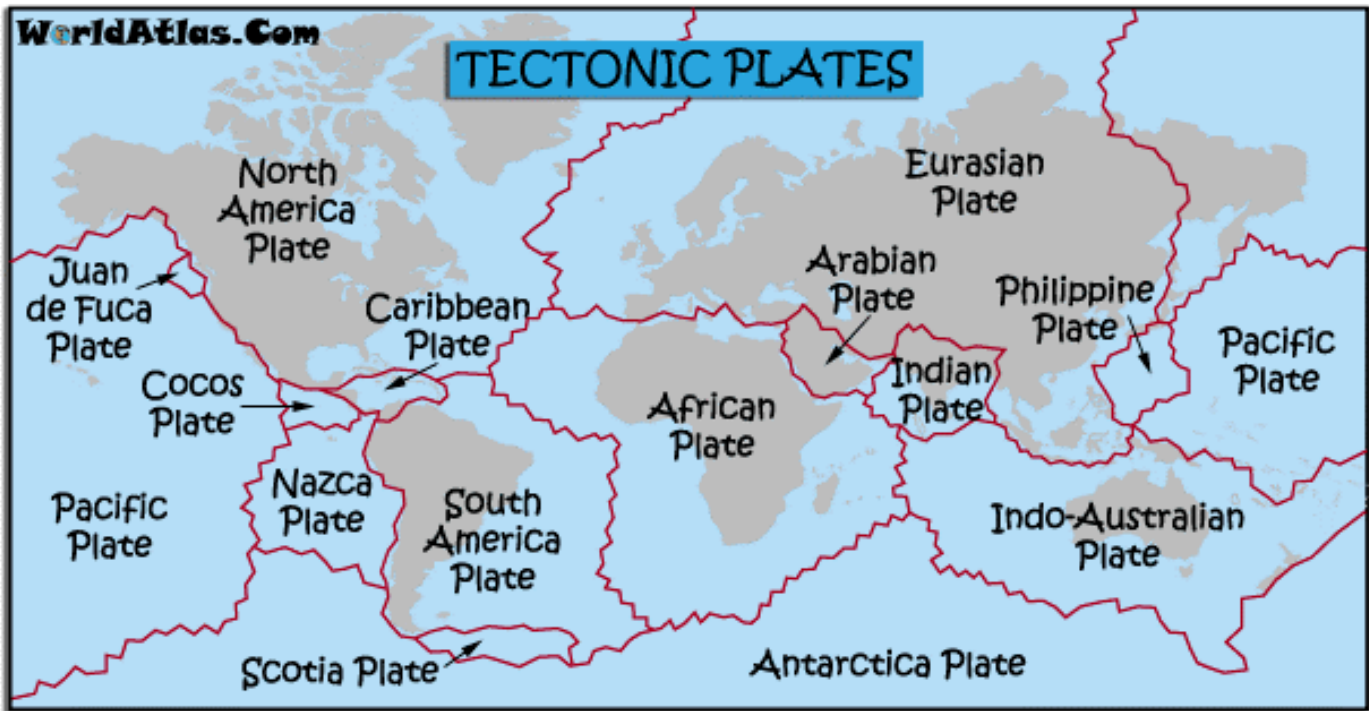 WorldAtlas.Com
TECTONIC PLATES
North
America
Plate
Eurasian
Plate
Juan
de Fuca
Plate
Caribbean
Plate
Arabian
Plate
Philippine
Plate
Pacific
Plate
Cocos
Plate
African
Plate
Indian
Plate
Nazca
Plate
South
America
Plate
Pacific
Plate
Indo-Australian
Plate
Scotia Plate
Antarctica Plate